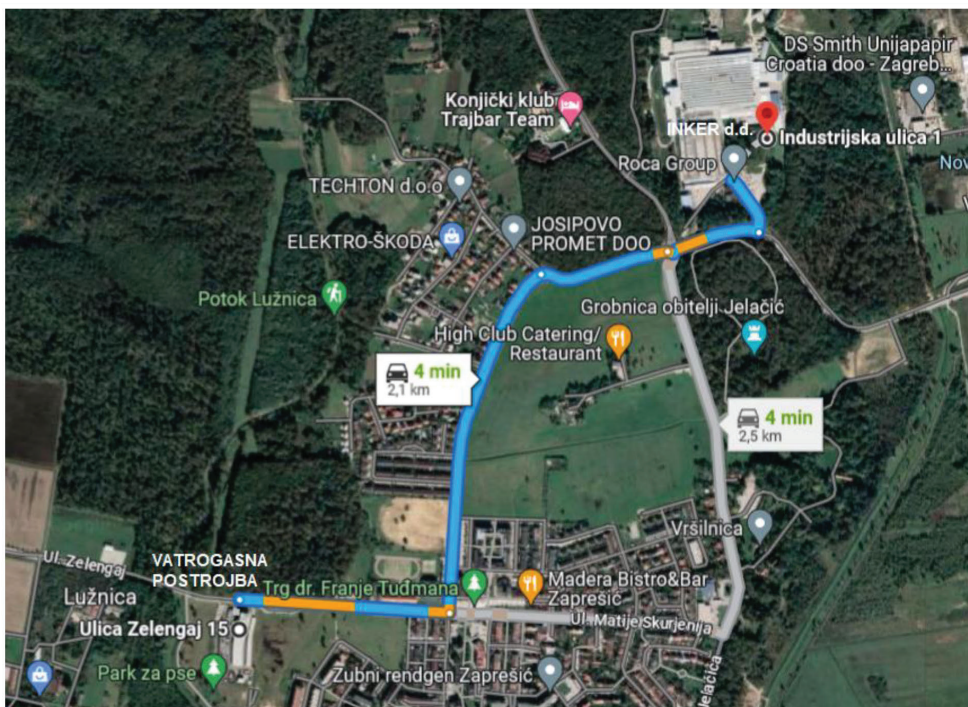 DS Smith Unijapapir
Croatia doo - Zagreb...
Konjički klub
Trajbar Team
INKER d.d.
Industrijska ulica 1
Roca Group
TECHTON d.o.o
JOSIPOVO
PROMET DOO
ELEKTRO-ŠKODA
Potok Lužnica
Grobnica obitelji Jelačić
High Club Catering/
Restaurant
4 min
2,1 km
4 min
2,5 km
Vršilnica
VATROGASNA
POSTROJBA
Ul. Zelengaj
Trg dr. Franje Tuđmana
Madera Bistro&Bar
Zaprešić
Lužnica
Ulica Zelengaj 15
Ul. Matije Skurjenija
Park za pse
Zubni rendgen Zaprešić
Jelačića